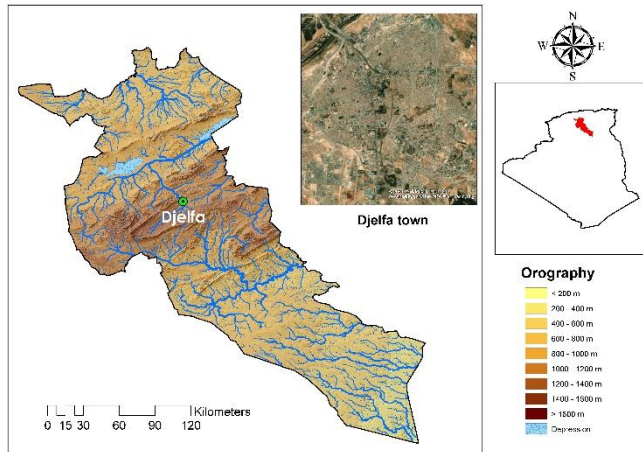 N
W
E
S
Djelfa
Djelfa town
Orography
< 200 m
200 - 400 m
400 - 600 m
600 - 800 m
800 - 1000 m
1000 - 1200 m
1200 - 1400 m
1400 - 1600 m
> 1600 m
Depression
Kilometers
0 15 30 60 90 120